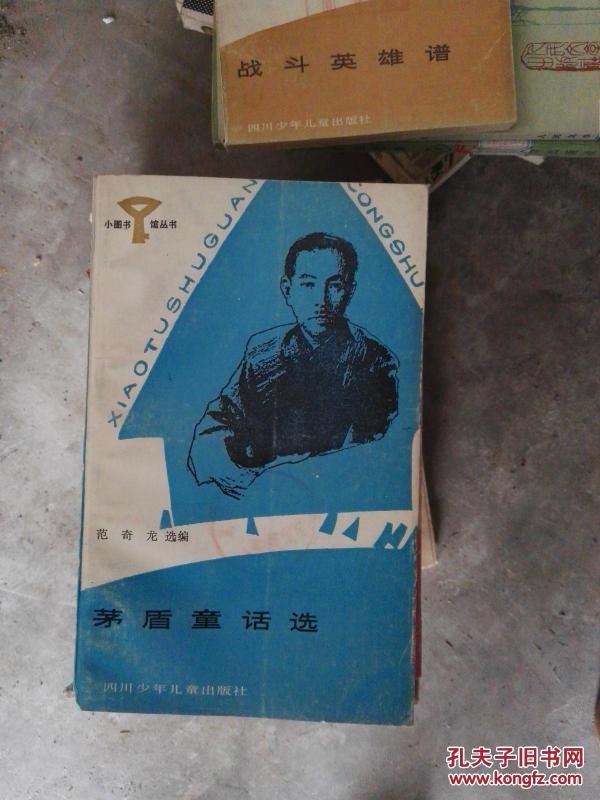 战斗英雄谱
四川少年儿童出版社
小图书馆丛书
XIAOTUSHUGUAN CONGSHU
范奇龙 选编
茅盾童话选
四川少年儿童出版社
孔夫子旧书网
www.kongfz.com